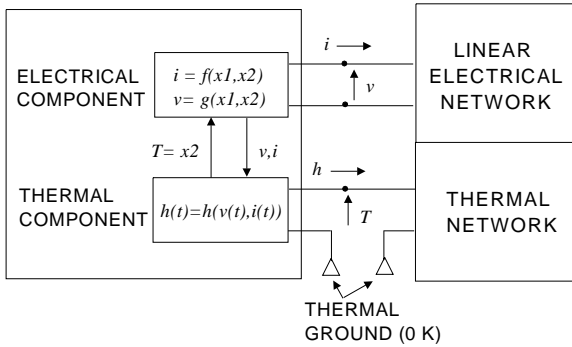 ELECTRICAL
COMPONENT
i = f(x1,x2)
v= g(x1,x2)
T= x2
v,i
THERMAL
COMPONENT
h(t)=h(v(t),i(t))
i
v
h
T
LINEAR
ELECTRICAL
NETWORK
THERMAL
NETWORK
THERMAL
GROUND (0 K)